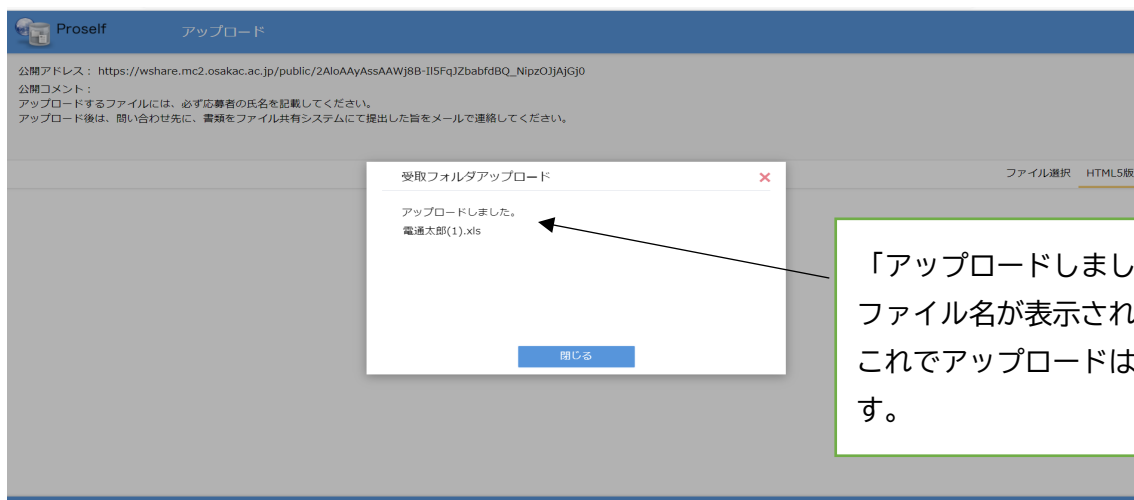 Proself
アップロード
公開アドレス： https://wshare.mc2.osakac.ac.jp/public/2AloAAyAssAAWj8B-Il5FqJZbabfdBQ_NipzOJjAjGj0
公開コメント：
アップロードするファイルには、必ず応募者の氏名を記載してください。
アップロード後は、問い合わせ先に、書類をファイル共有システムにて提出した旨をメールで連絡してください。
ファイル選択 HTML5版
受取フォルダアップロード
アップロードしました。
電通太郎(1).xls
閉じる
「アップロードしまし
ファイル名が表示され
これでアップロードは
す。